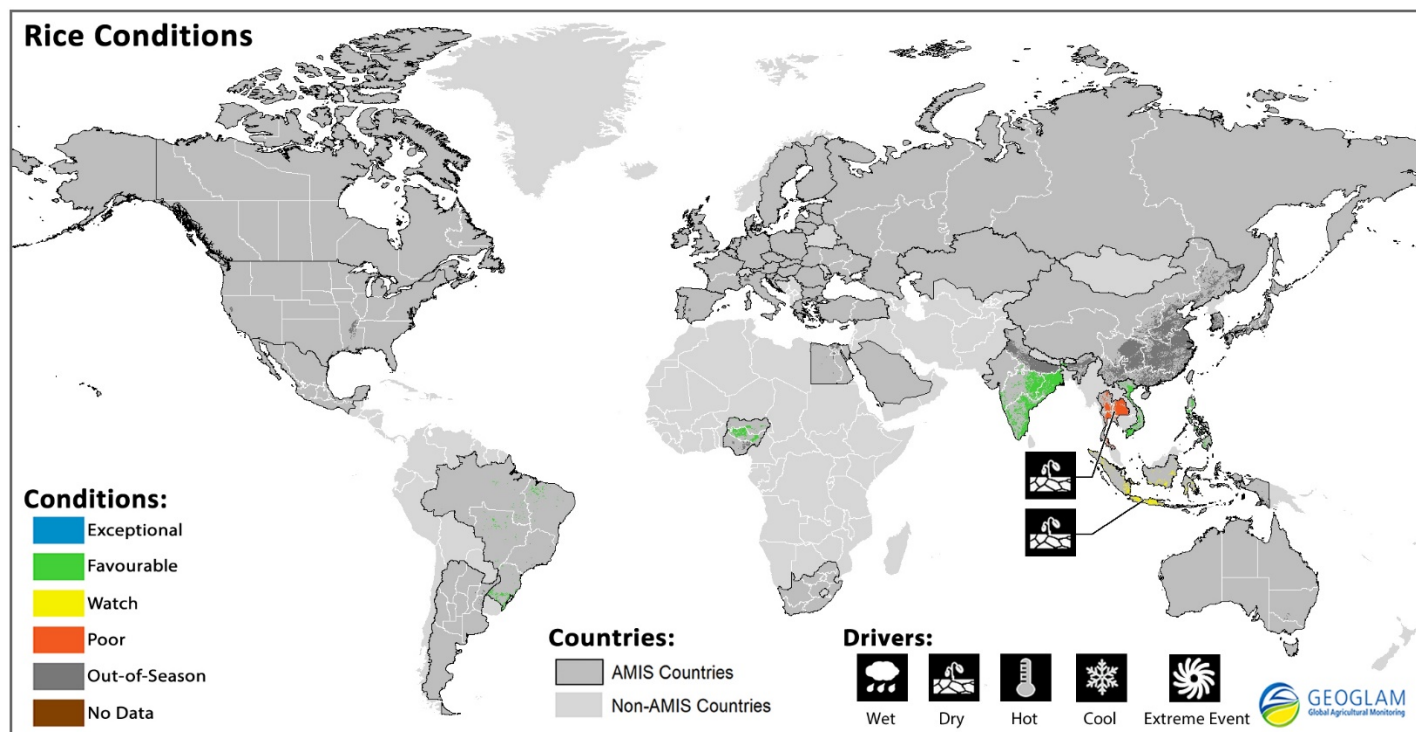 Rice Conditions
Conditions:
Exceptional
Favourable
Watch
Poor
Out-of-Season
No Data
Countries:
AMIS Countries
Non-AMIS Countries
Drivers:
Wet
Dry
Hot
Cool
Extreme Event
GEOGLAM
Global Agricultural Monitoring